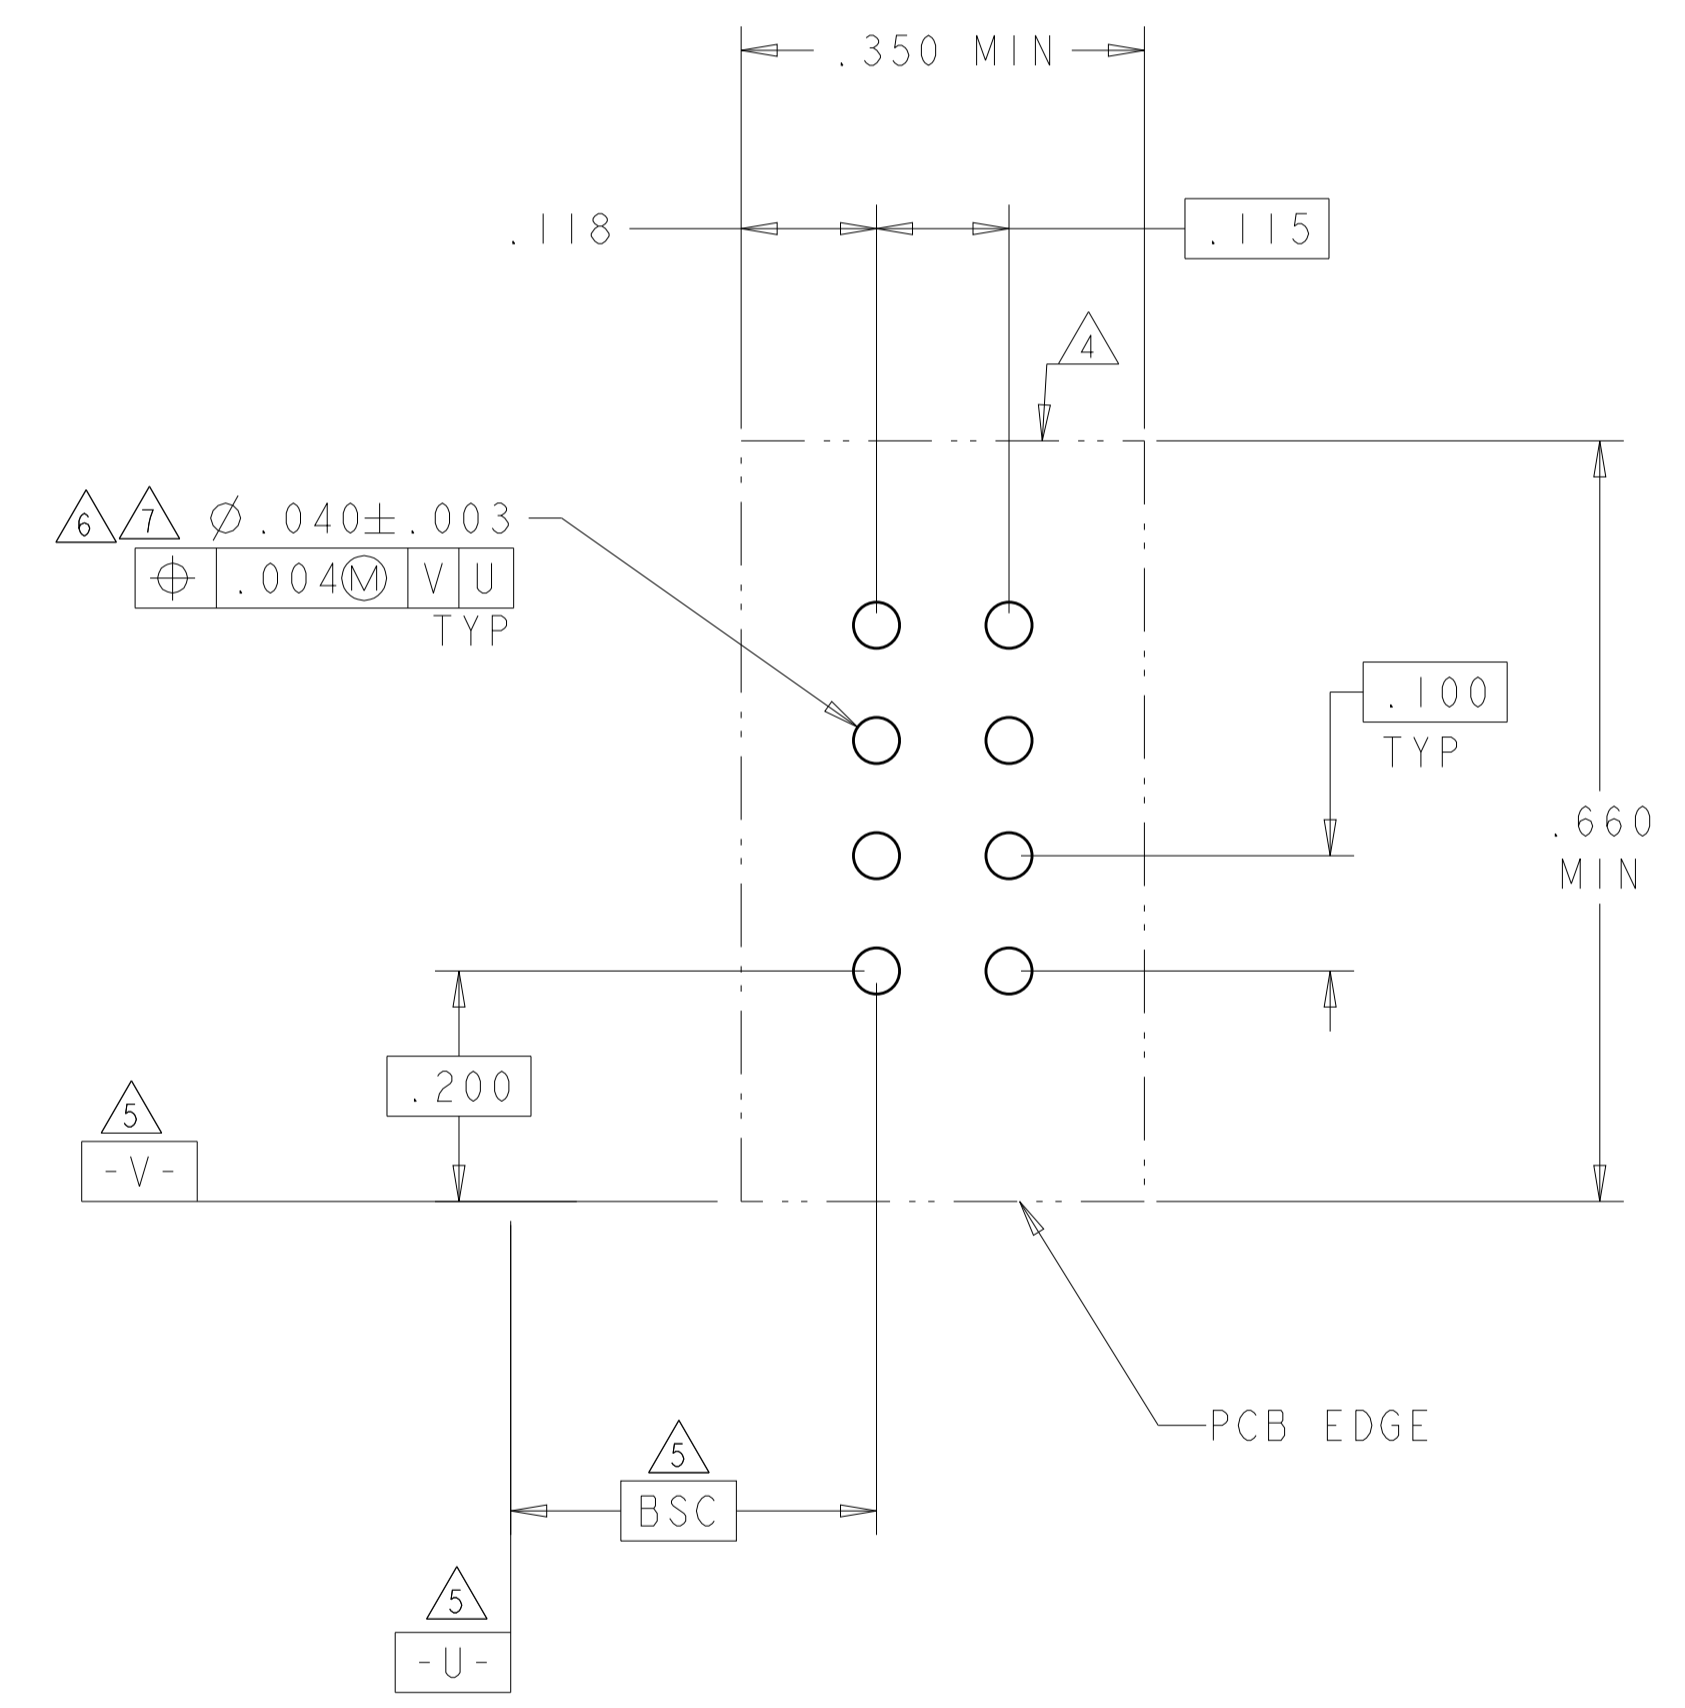 .350 MIN
.118
.115
4
6 7 Ø.040±.003
⌖ .004Ⓜ V U
TYP
.100
TYP
.660
MIN
.200
5
-V-
PCB EDGE
5
BSC
5
-U-